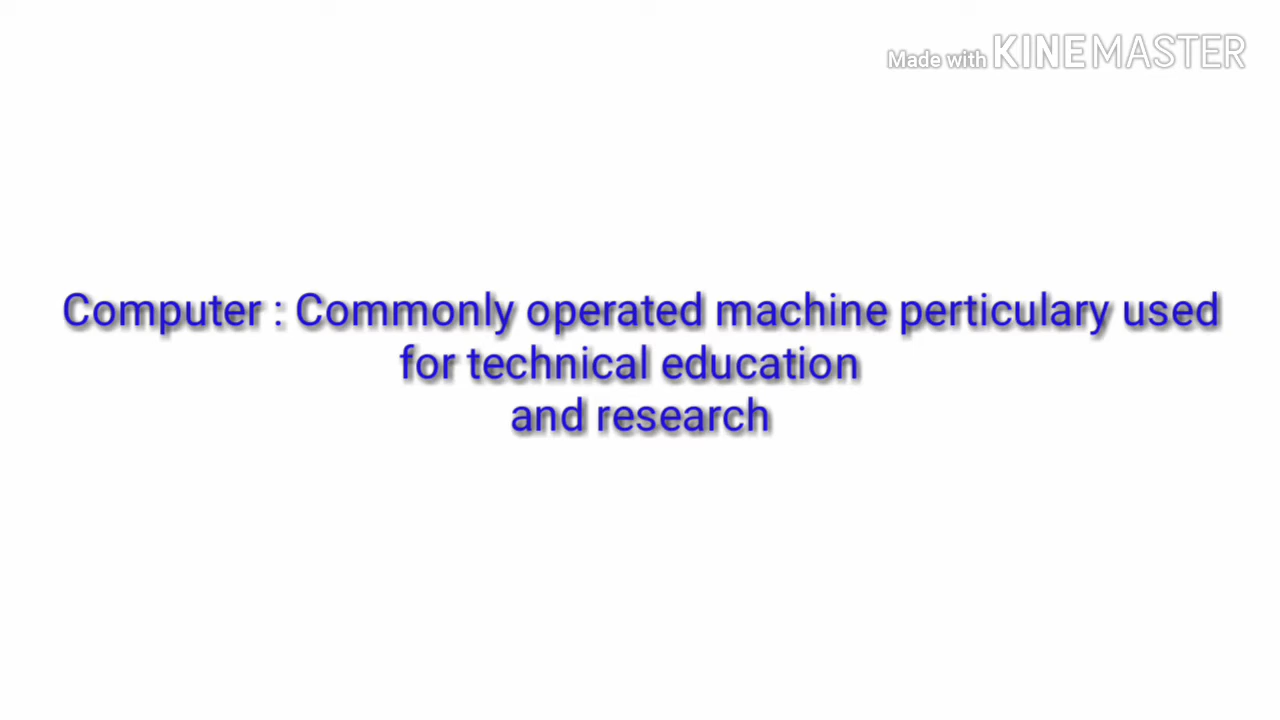 Made with KINEMASTER
Computer : Commonly operated machine perticulary used
for technical education
and research